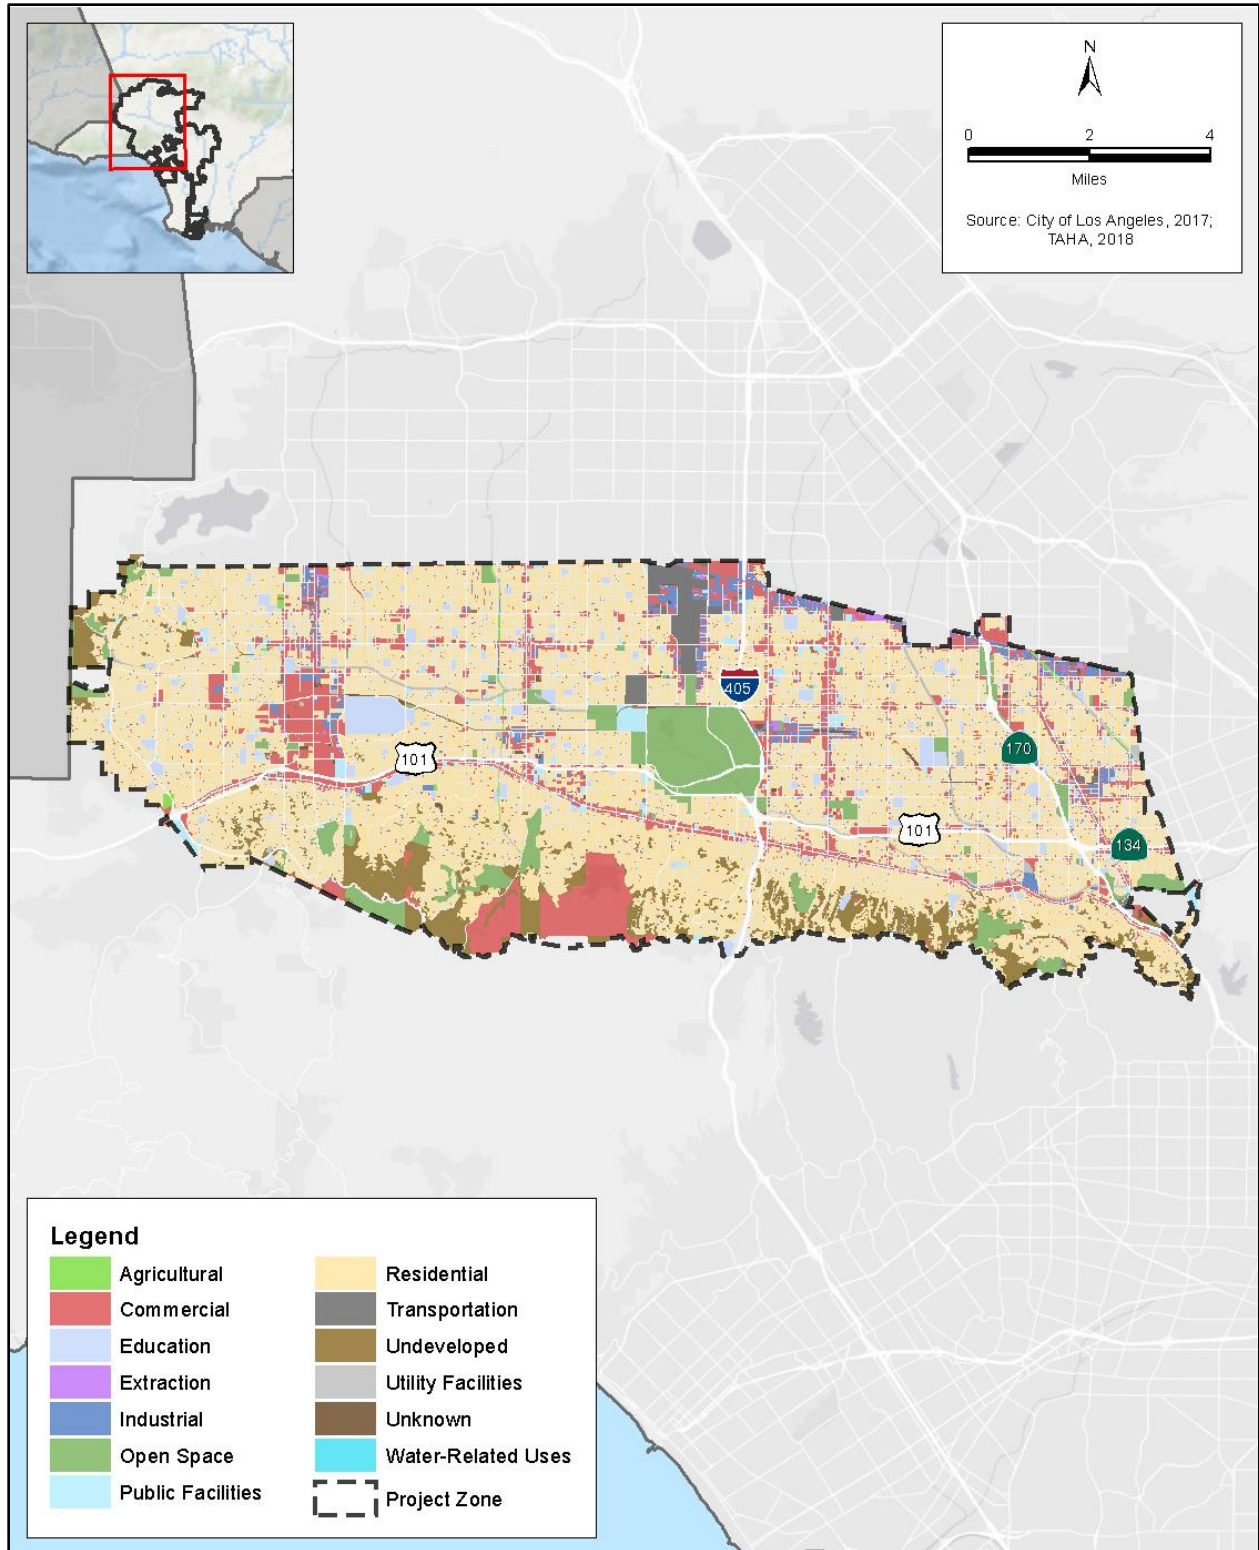 N
0 2 4
Miles
Source: City of Los Angeles, 2017;
TAHA, 2018
405
101
170
101
134
Legend
Agricultural
Commercial
Education
Extraction
Industrial
Open Space
Public Facilities
Residential
Transportation
Undeveloped
Utility Facilities
Unknown
Water-Related Uses
Project Zone